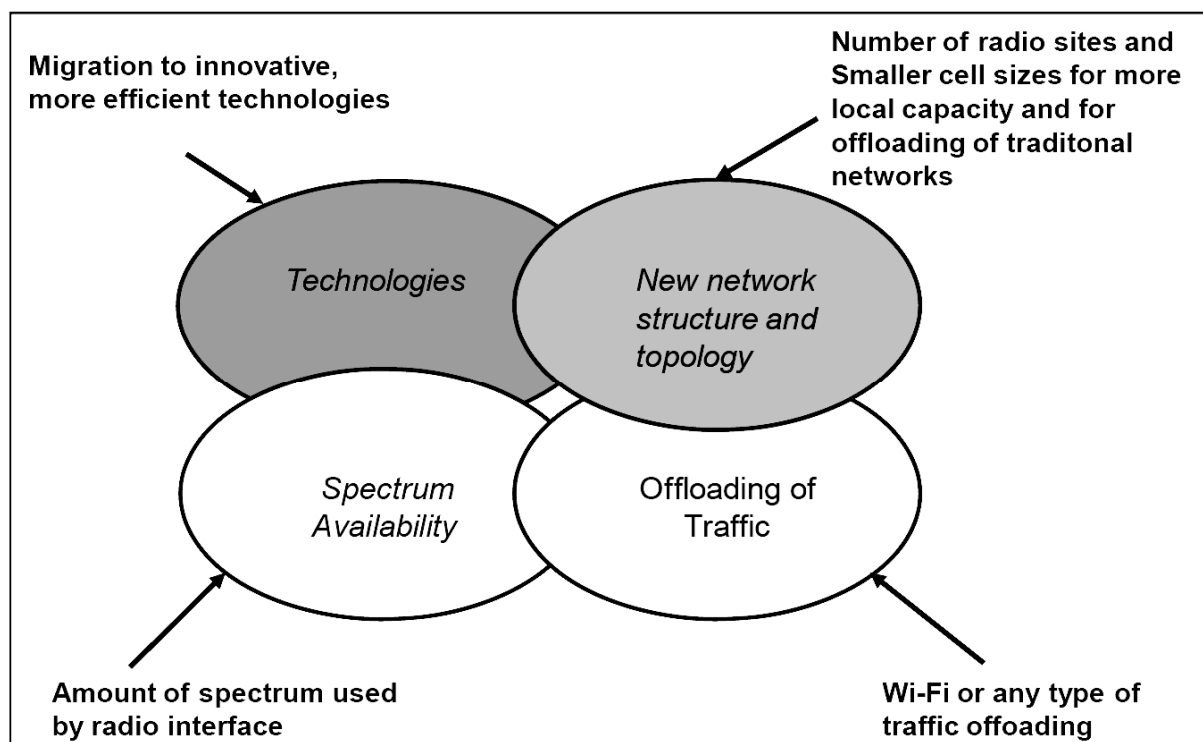 Migration to innovative,
more efficient technologies
Number of radio sites and
Smaller cell sizes for more
local capacity and for
offloading of traditonal
networks
Technologies
New network
structure and
topology
Spectrum
Availability
Offloading of
Traffic
Amount of spectrum used
by radio interface
Wi-Fi or any type of
traffic offoading